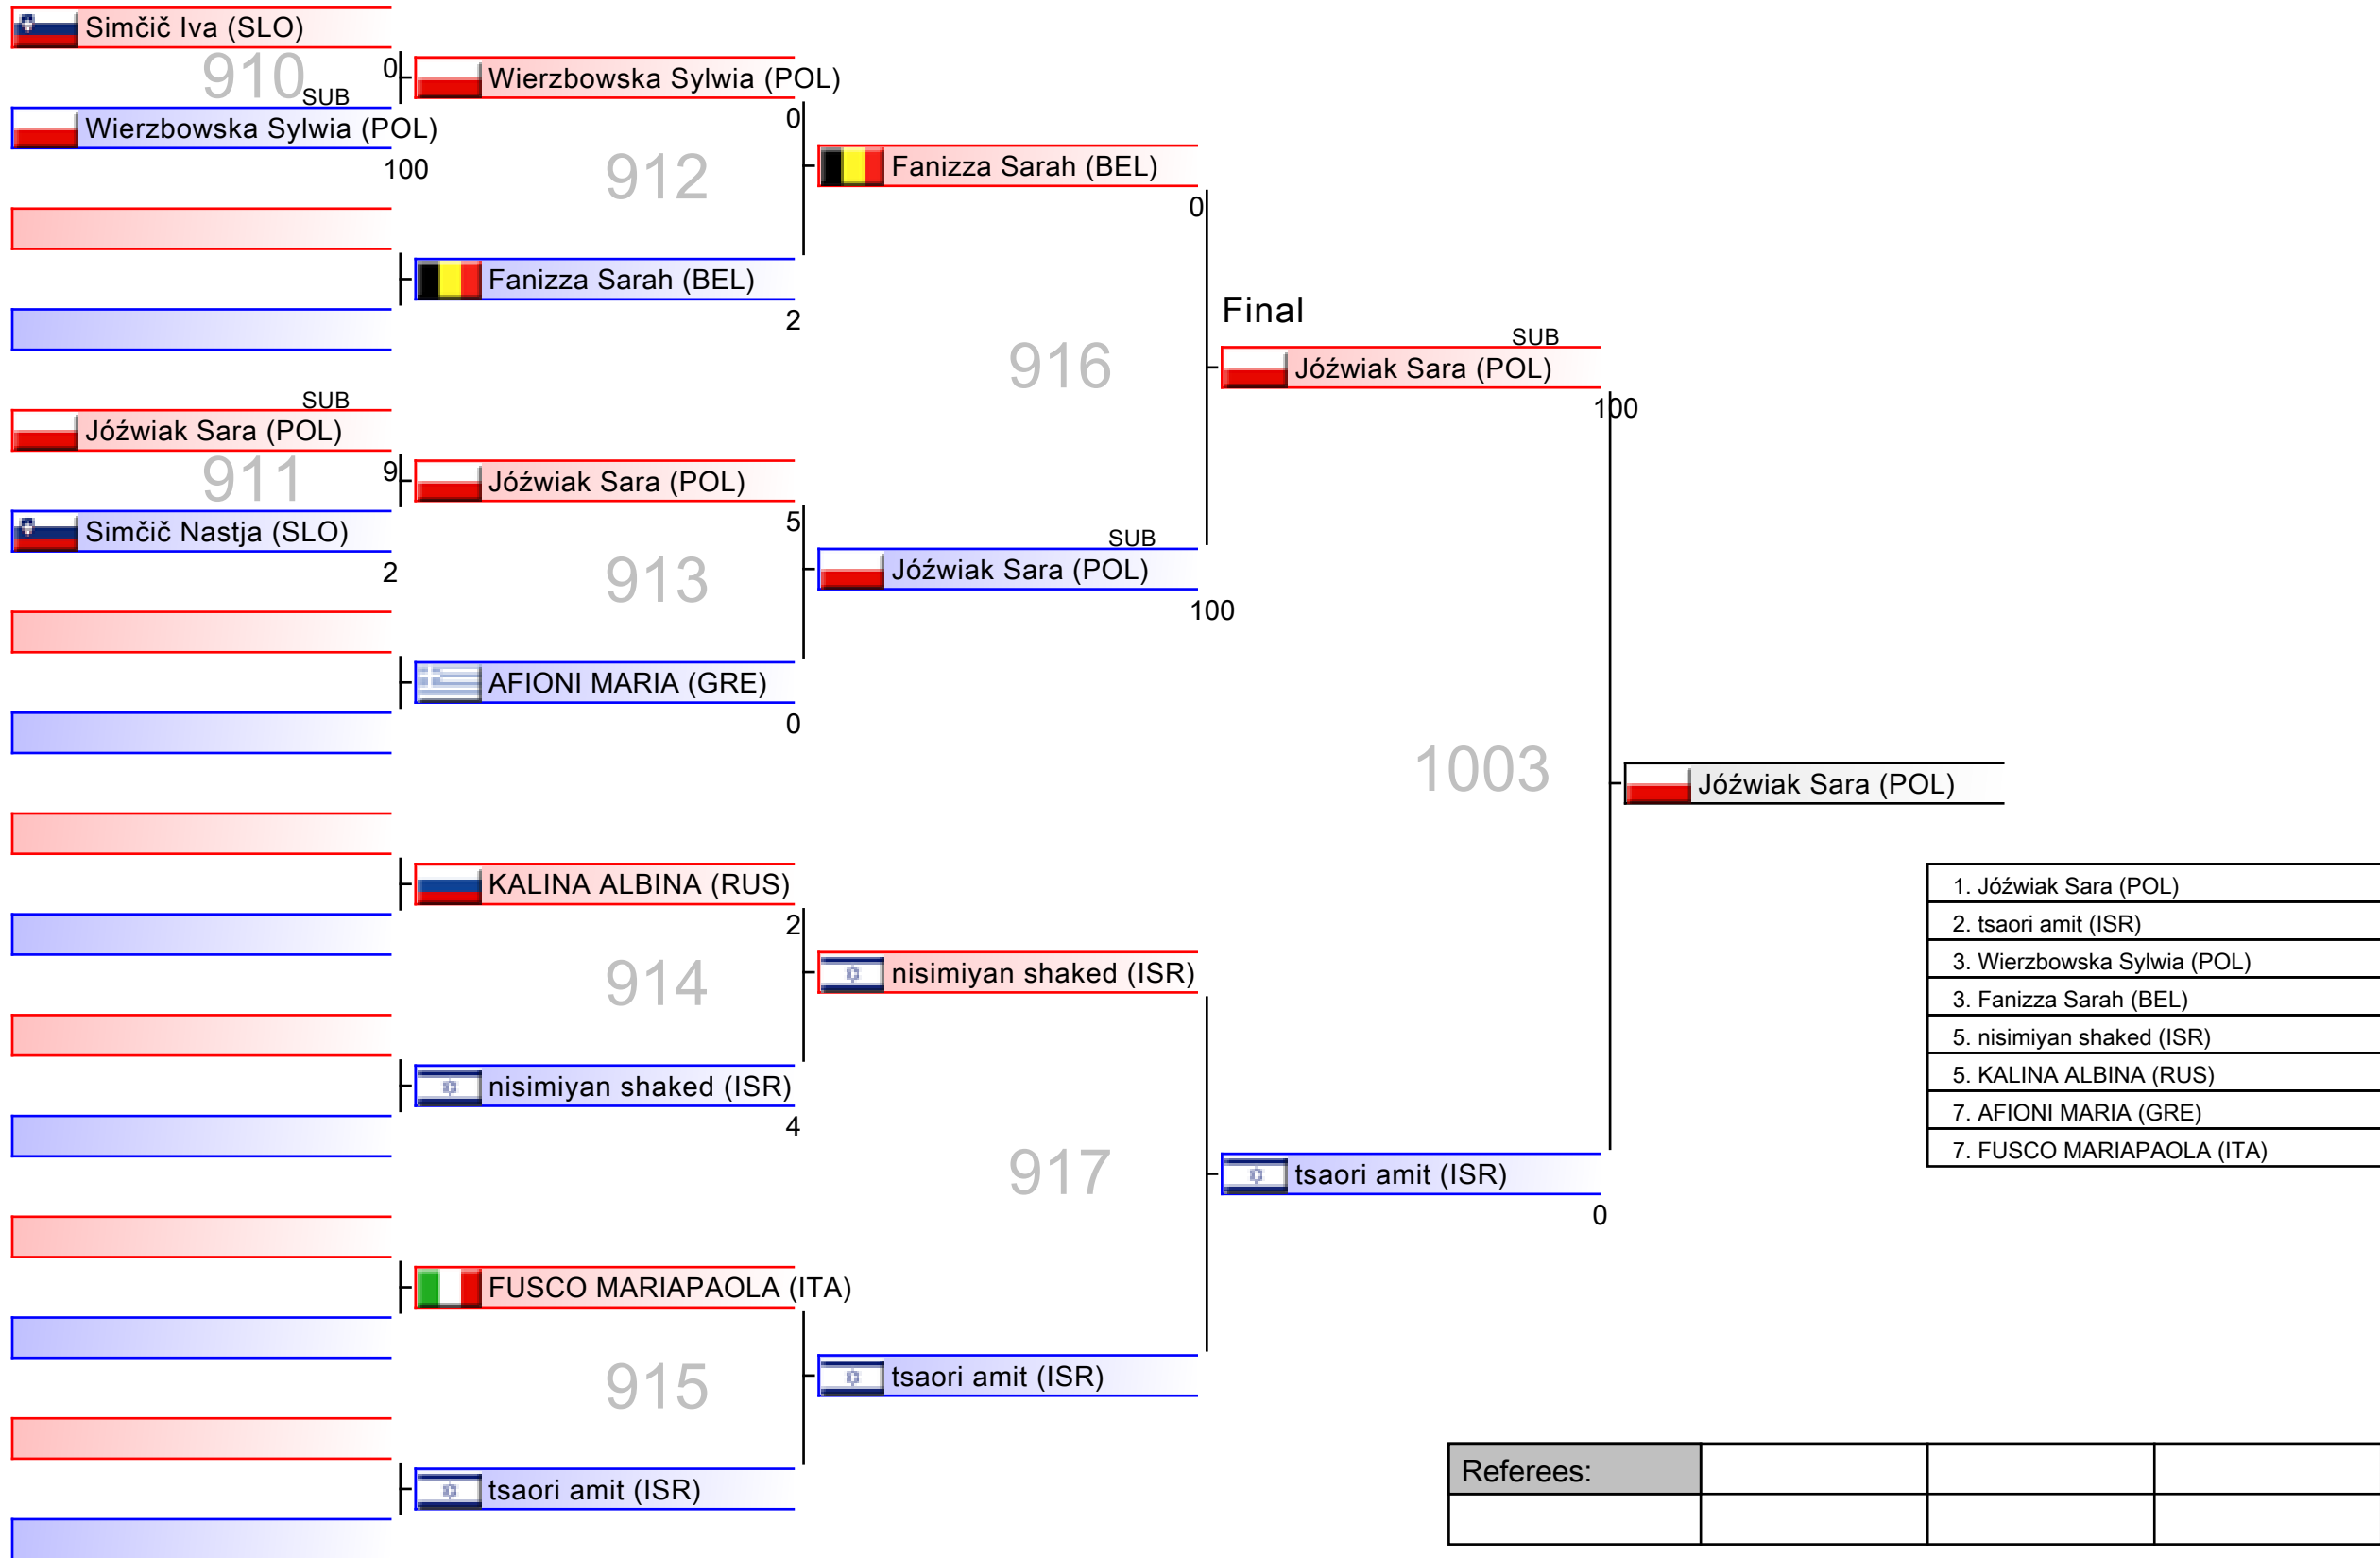 Simčič Iva (SLO)
910
0
SUB
Wierzbowska Sylwia (POL)
100
Wierzbowska Sylwia (POL)
0
912
Fanizza Sarah (BEL)
2
Fanizza Sarah (BEL)
0
SUB
Jóźwiak Sara (POL)
911
9
Simčič Nastja (SLO)
2
Jóźwiak Sara (POL)
5
913
AFIONI MARIA (GRE)
0
916
SUB
Jóźwiak Sara (POL)
100
Final
SUB
Jóźwiak Sara (POL)
100
1003
Jóźwiak Sara (POL)
KALINA ALBINA (RUS)
2
914
nisimiyan shaked (ISR)
4
nisimiyan shaked (ISR)
917
tsaori amit (ISR)
0
FUSCO MARIAPAOLA (ITA)
915
tsaori amit (ISR)
tsaori amit (ISR)
1. Jóźwiak Sara (POL)
2. tsaori amit (ISR)
3. Wierzbowska Sylwia (POL)
3. Fanizza Sarah (BEL)
5. nisimiyan shaked (ISR)
5. KALINA ALBINA (RUS)
7. AFIONI MARIA (GRE)
7. FUSCO MARIAPAOLA (ITA)
Referees: